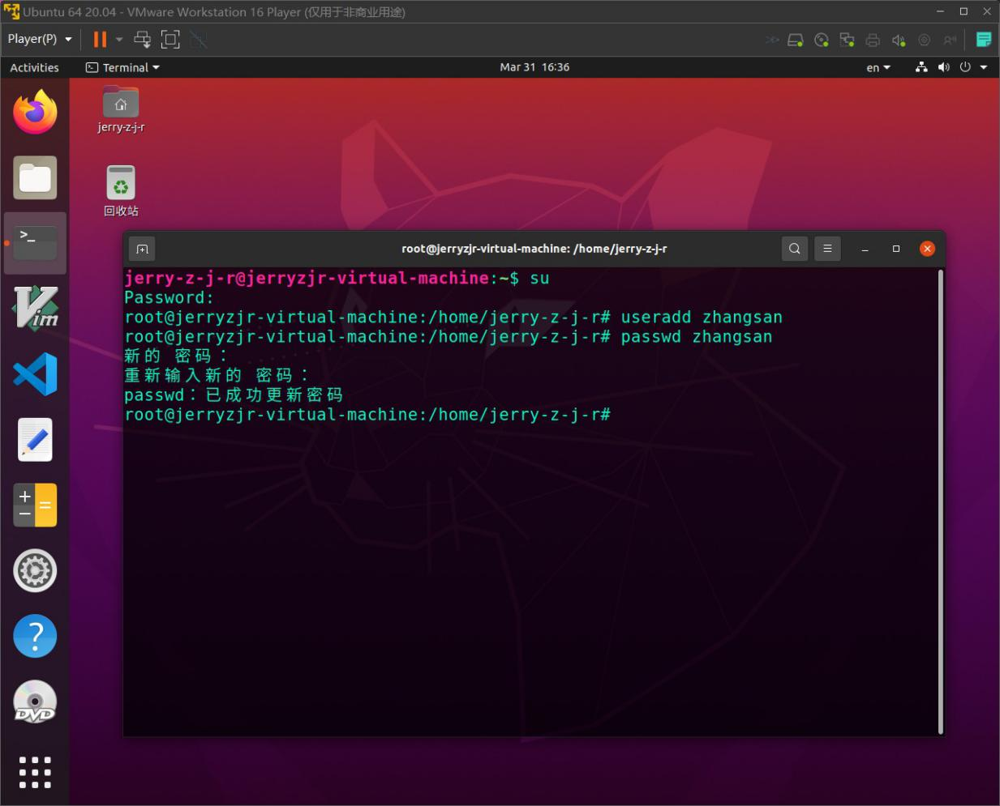 Ubuntu 64 20.04 - VMware Workstation 16 Player (仅用于非商业用途)
Player(P)
Activities
Terminal
Mar 31 16:36
en
jerry-z-j-r
回收站
root@jerryzjr-virtual-machine: /home/jerry-z-j-r
jerry-z-j-r@jerryzjr-virtual-machine:~$ su
Password:
root@jerryzjr-virtual-machine:/home/jerry-z-j-r# useradd zhangsan
root@jerryzjr-virtual-machine:/home/jerry-z-j-r# passwd zhangsan
新的 密码：
重新输入新的 密码：
passwd：已成功更新密码
root@jerryzjr-virtual-machine:/home/jerry-z-j-r#
>_
Vim
DVD